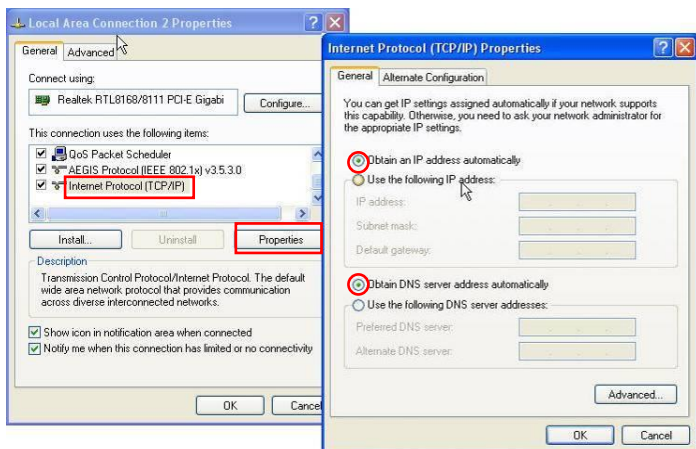 Local Area Connection 2 Properties
General
Advanced
Connect using:
Realtek RTL8168/8111 PCI-E Gigabi
Configure...
This connection uses the following items:
QoS Packet Scheduler
AEGIS Protocol (IEEE 802.1x) v3.5.3.0
Internet Protocol (TCP/IP)
Install...
Uninstall
Properties
Description
Transmission Control Protocol/Internet Protocol. The default
wide area network protocol that provides communication
across diverse interconnected networks.
Show icon in notification area when connected
Notify me when this connection has limited or no connectivity
OK
Cancel
Internet Protocol (TCP/IP) Properties
General
Alternate Configuration
You can get IP settings assigned automatically if your network supports
this capability. Otherwise, you need to ask your network administrator for
the appropriate IP settings.
Obtain an IP address automatically
Use the following IP address:
IP address:
Subnet mask:
Default gateway:
Obtain DNS server address automatically
Use the following DNS server addresses:
Preferred DNS server:
Alternate DNS server:
Advanced...
OK
Cancel